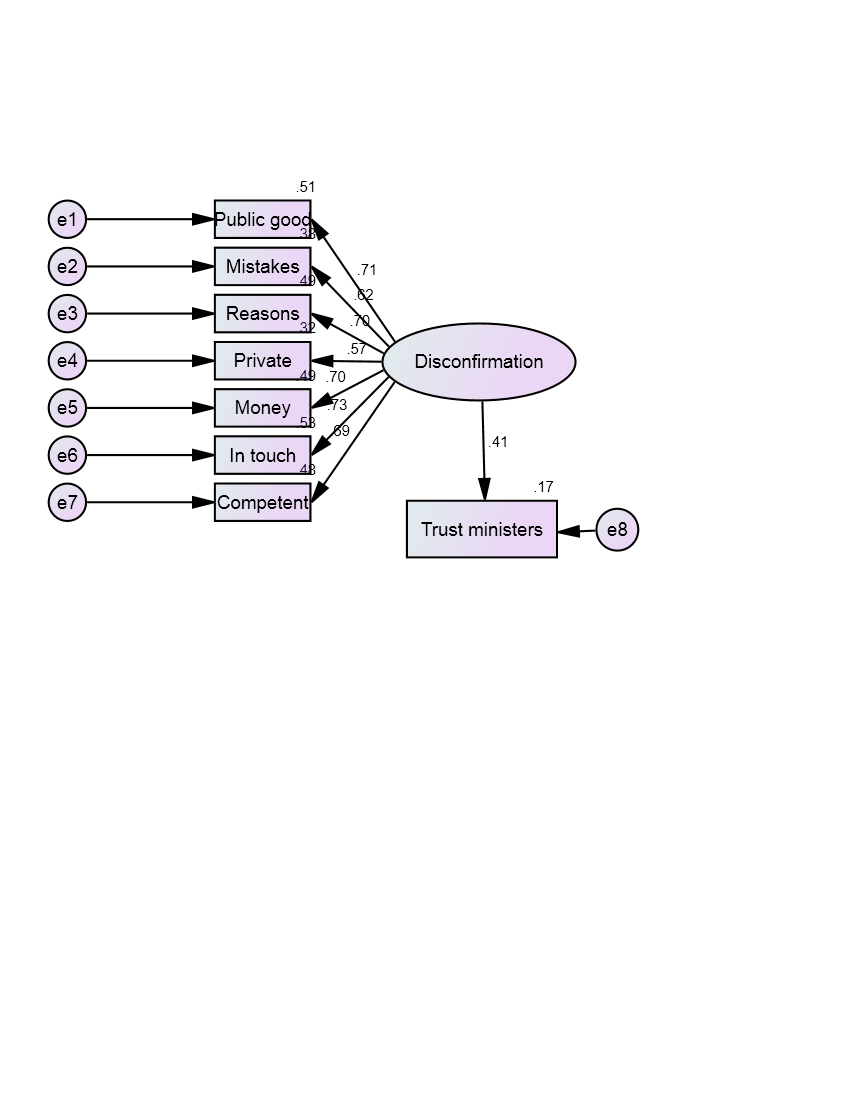 .51
e1
Public good
.38
.71
e2
Mistakes
.49
.62
e3
Reasons
.32
.70
e4
Private
.49
.57
Disconfirmation
e5
Money
.53
.70
e6
In touch
.48
.73
e7
Competent
.69
.41
.17
Trust ministers
e8